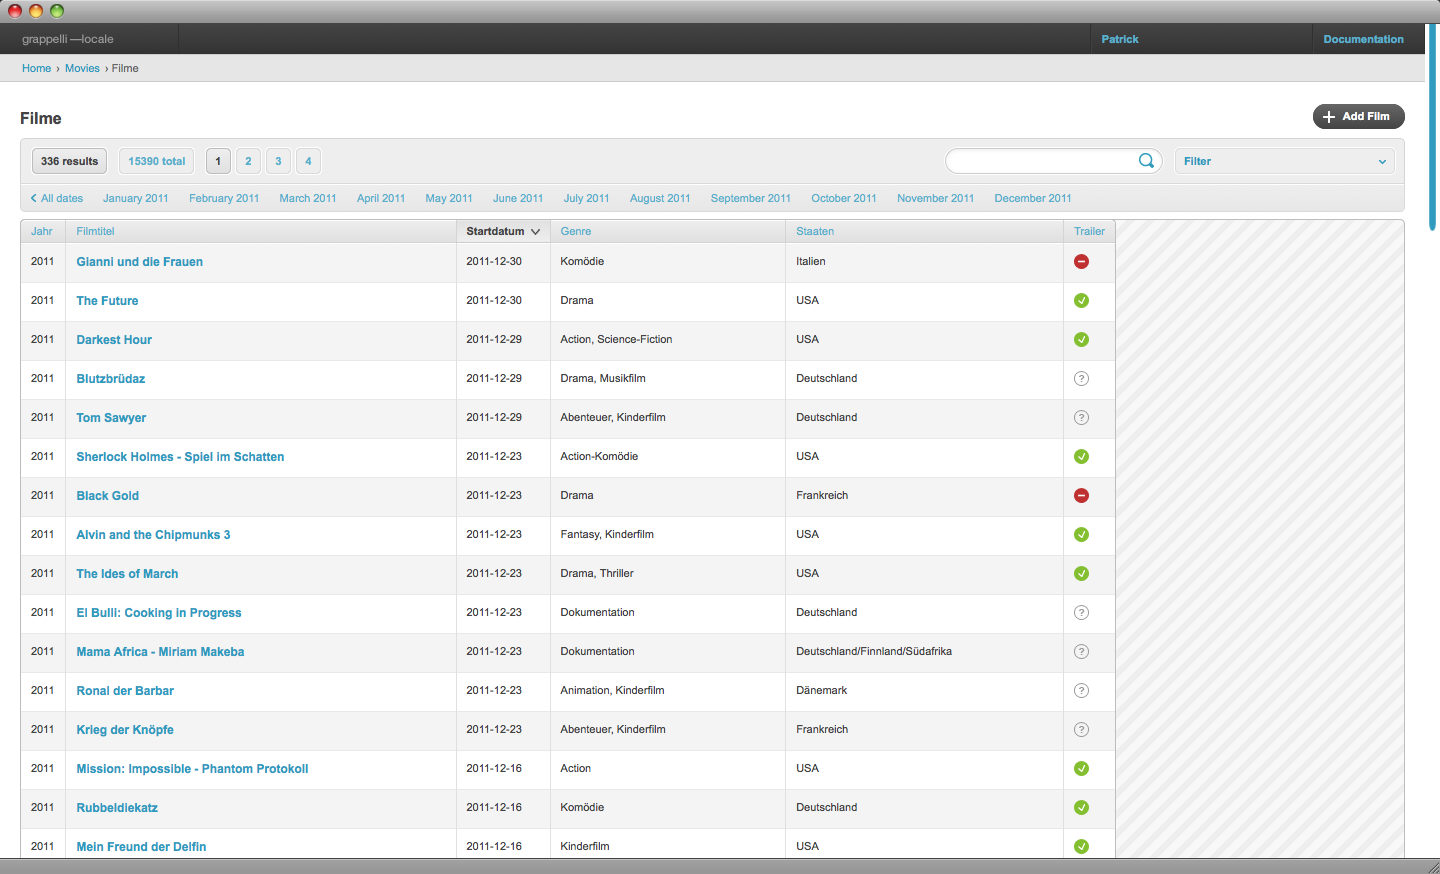 grappelli —locale Patrick Documentation
Home › Movies › Filme
Filme + Add Film
336 results 15390 total 1 2 3 4 Filter
All dates January 2011 February 2011 March 2011 April 2011 May 2011 June 2011 July 2011 August 2011 September 2011 October 2011 November 2011 December 2011
Jahr Filmtitel Startdatum Genre Staaten Trailer
2011 Gianni und die Frauen 2011-12-30 Komödie Italien
2011 The Future 2011-12-30 Drama USA
2011 Darkest Hour 2011-12-29 Action, Science-Fiction USA
2011 Blutzbrüdaz 2011-12-29 Drama, Musikfilm Deutschland ?
2011 Tom Sawyer 2011-12-29 Abenteuer, Kinderfilm Deutschland ?
2011 Sherlock Holmes - Spiel im Schatten 2011-12-23 Action-Komödie USA
2011 Black Gold 2011-12-23 Drama Frankreich
2011 Alvin and the Chipmunks 3 2011-12-23 Fantasy, Kinderfilm USA
2011 The Ides of March 2011-12-23 Drama, Thriller USA
2011 El Bulli: Cooking in Progress 2011-12-23 Dokumentation Deutschland ?
2011 Mama Africa - Miriam Makeba 2011-12-23 Dokumentation Deutschland/Finnland/Südafrika ?
2011 Ronal der Barbar 2011-12-23 Animation, Kinderfilm Dänemark ?
2011 Krieg der Knöpfe 2011-12-23 Abenteuer, Kinderfilm Frankreich ?
2011 Mission: Impossible - Phantom Protokoll 2011-12-16 Action USA
2011 Rubbeldiekatz 2011-12-16 Komödie Deutschland
2011 Mein Freund der Delfin 2011-12-16 Kinderfilm USA